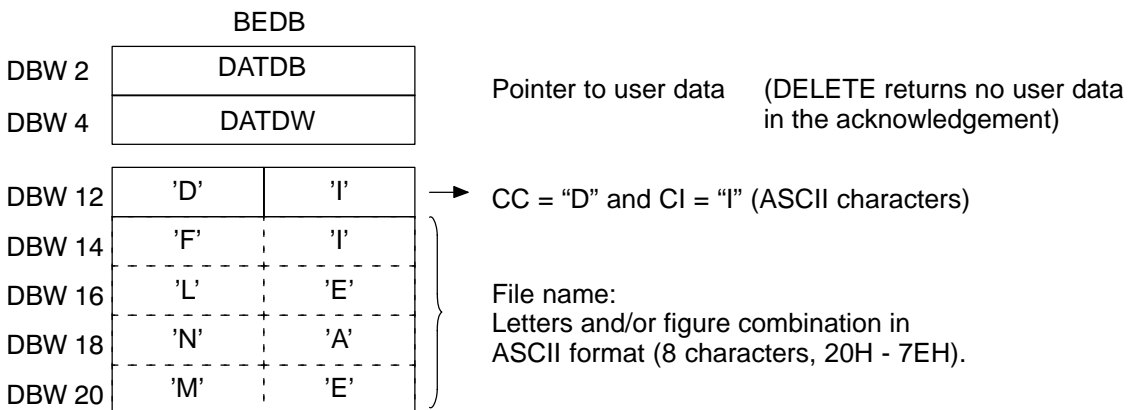 BEDB
DBW 2 DATDB
Pointer to user data (DELETE returns no user data
DBW 4 DATDW in the acknowledgement)
DBW 12 ’D’ ’I’ CC = “D” and CI = “I” (ASCII characters)
DBW 14 ’F’ ’I’
DBW 16 ’L’ ’E’ File name:
Letters and/or figure combination in
DBW 18 ’N’ ’A’ ASCII format (8 characters, 20H - 7EH).
DBW 20 ’M’ ’E’